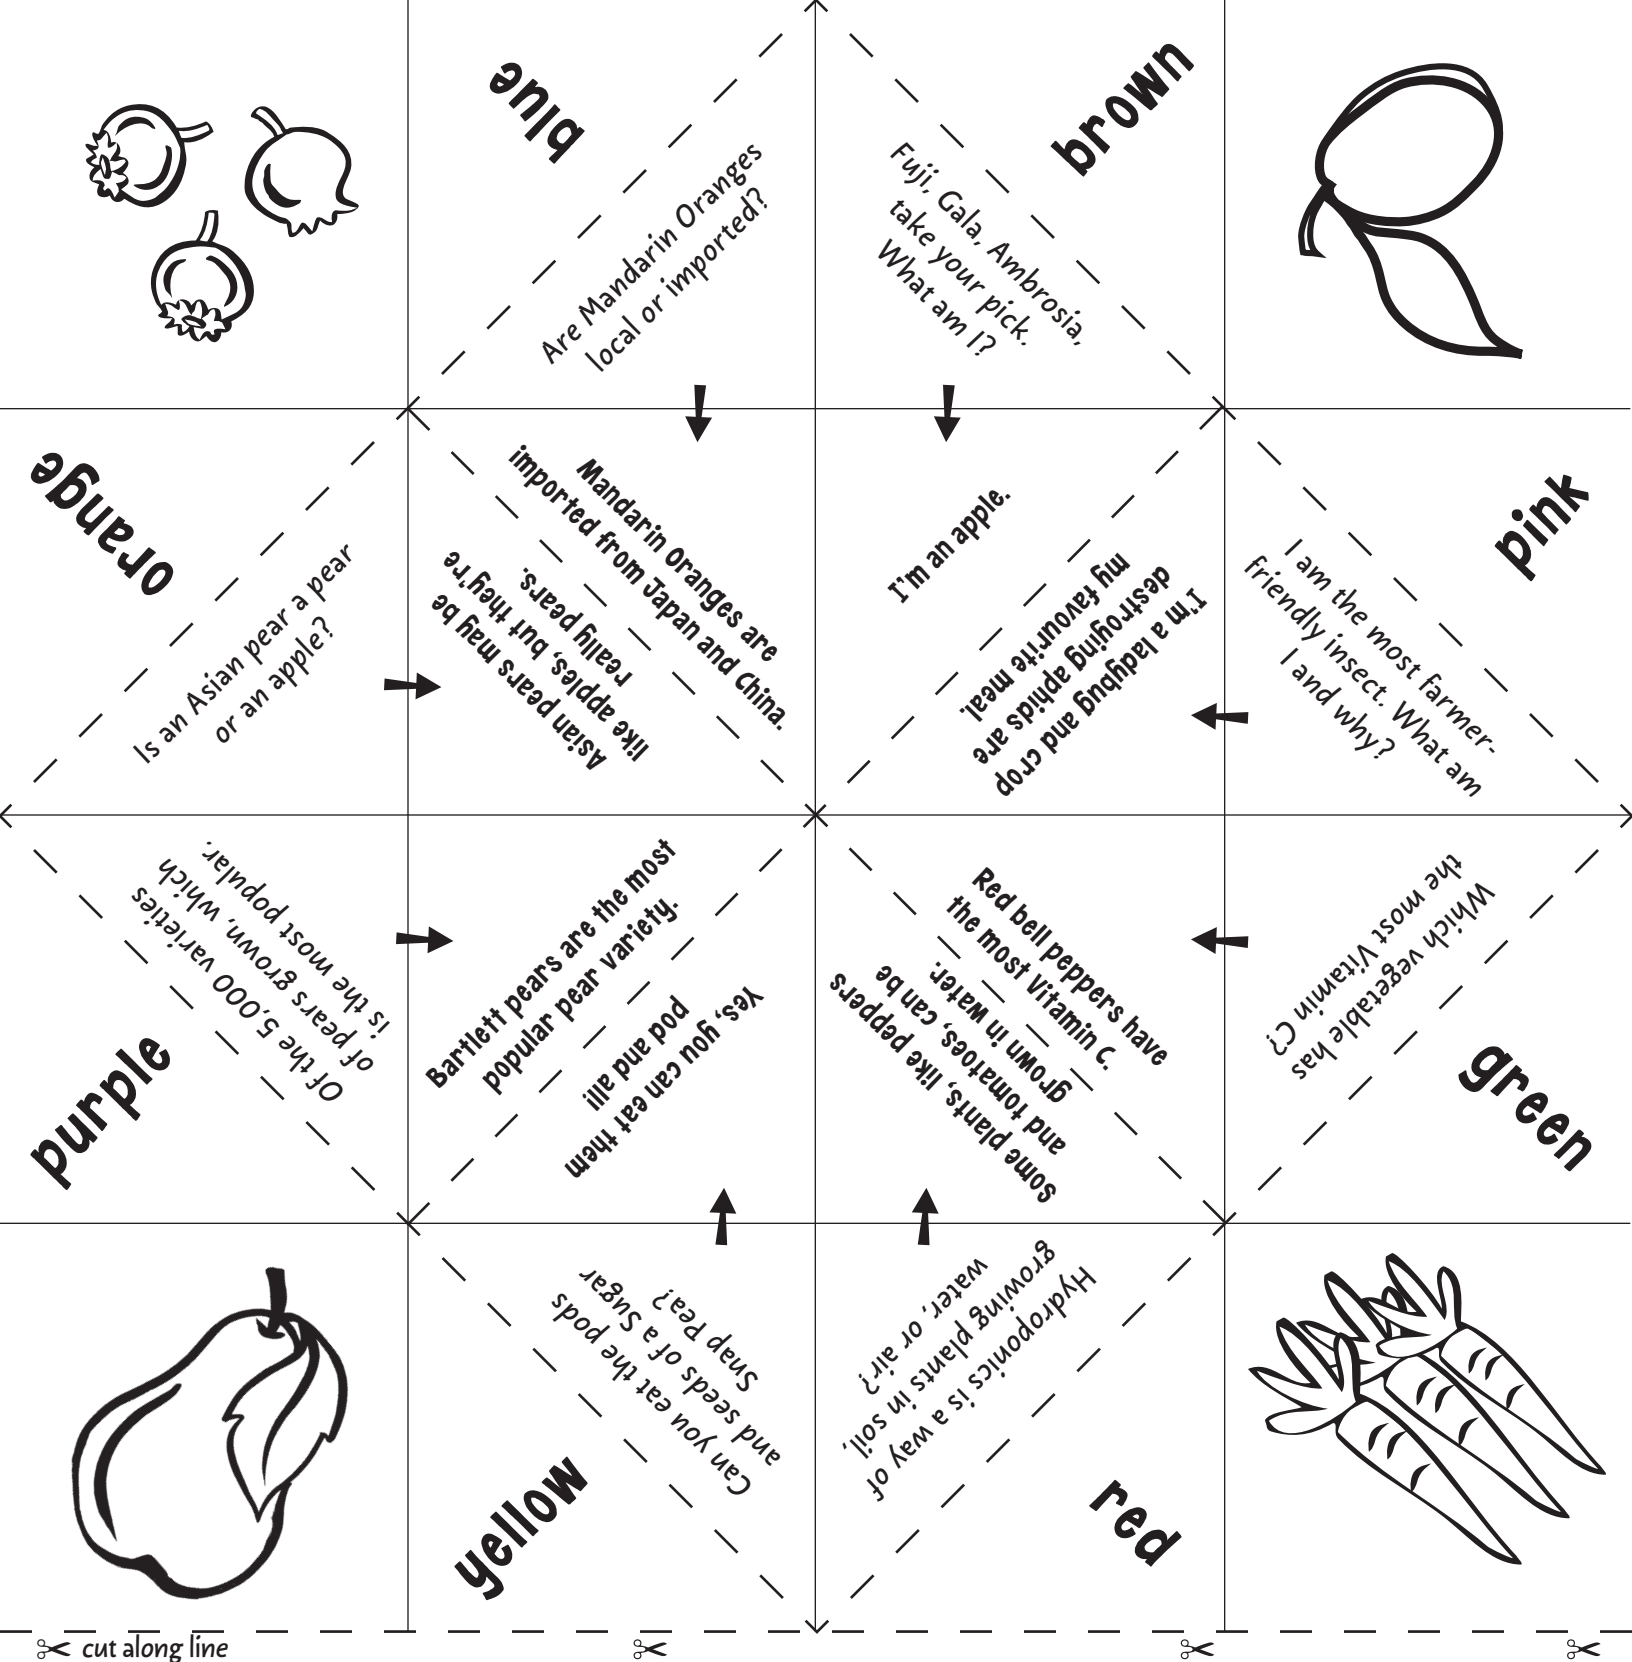 blue
Are Mandarin Oranges
local or imported?
brown
Fuji, Gala, Ambrosia,
take your pick.
What am I?
orange
Is an Asian pear a pear
or an apple?
Mandarin Oranges are
imported from Japan and China.
Asian pears may be
like apples, but they're
really pears.
I'm an apple.
I'm a ladybug and crop
destroying aphids are
my favourite meal.
pink
I am the most farmer-
friendly insect. What am
I and why?
purple
Of the 5,000 varieties
of pears grown, which
is the most popular.
Bartlett pears are the most
popular pear variety.
Yes, you can eat them
pod and all!
Red bell peppers have
the most Vitamin C.
Some plants, like peppers
and tomatoes, can be
grown in water.
Which vegetable has
the most Vitamin C?
green
yellow
Can you eat the pods
and seeds of a Sugar
Snap Pea?
Hydroponics is a way of
growing plants in soil,
water, or air?
red
cut along line